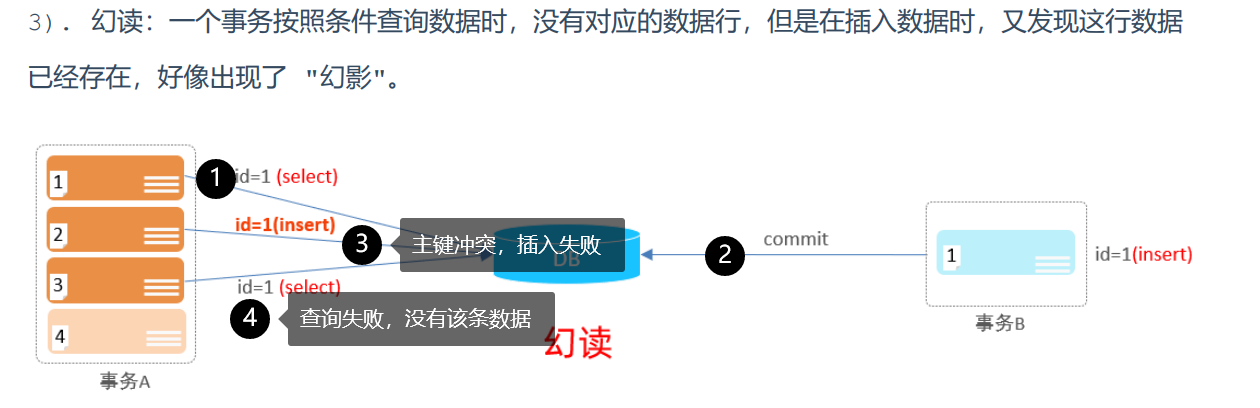 3）． 幻读：一个事务按照条件查询数据时，没有对应的数据行，但是在插入数据时，又发现这行数据
已经存在，好像出现了 "幻影"。
1
1
id=1 (select)
2
id=1(insert)
3
主键冲突，插入失败
DB
2
commit
1
id=1(insert)
3
id=1 (select)
4
查询失败，没有该条数据
4
幻读
事务A
事务B